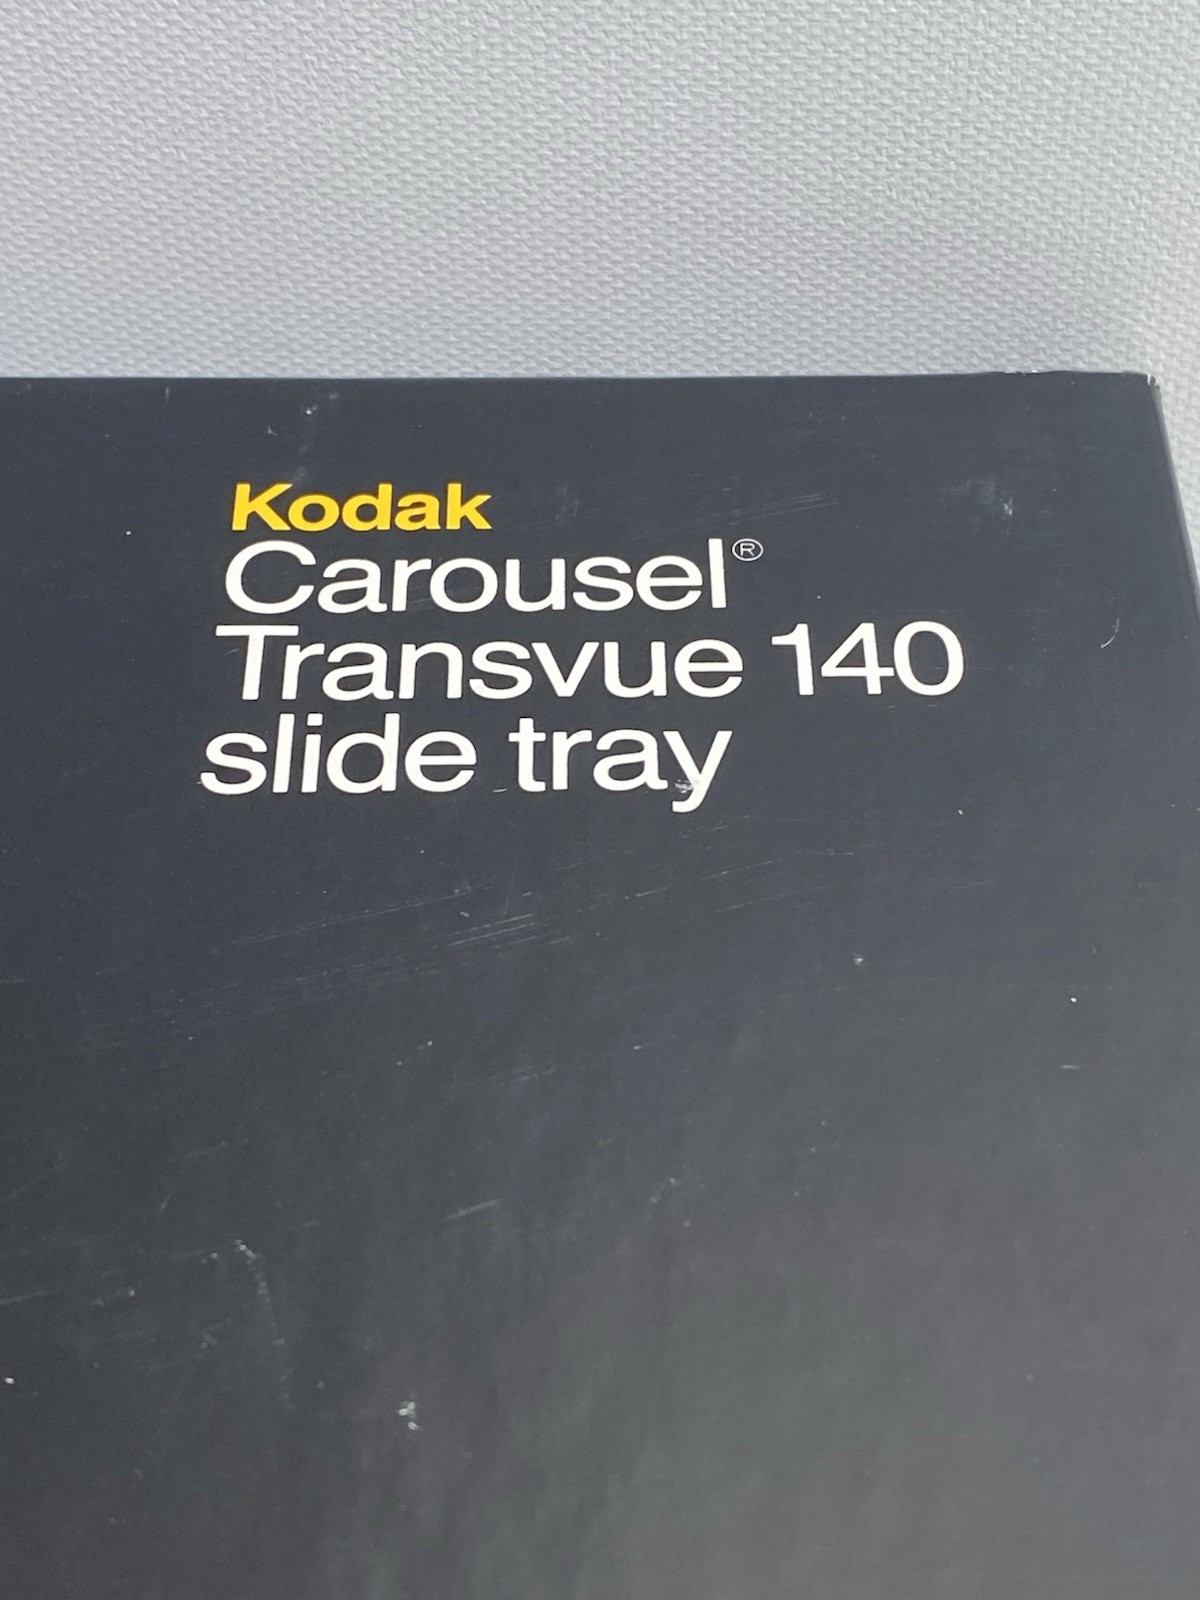 Kodak
Carousel®
Transvue 140
slide tray